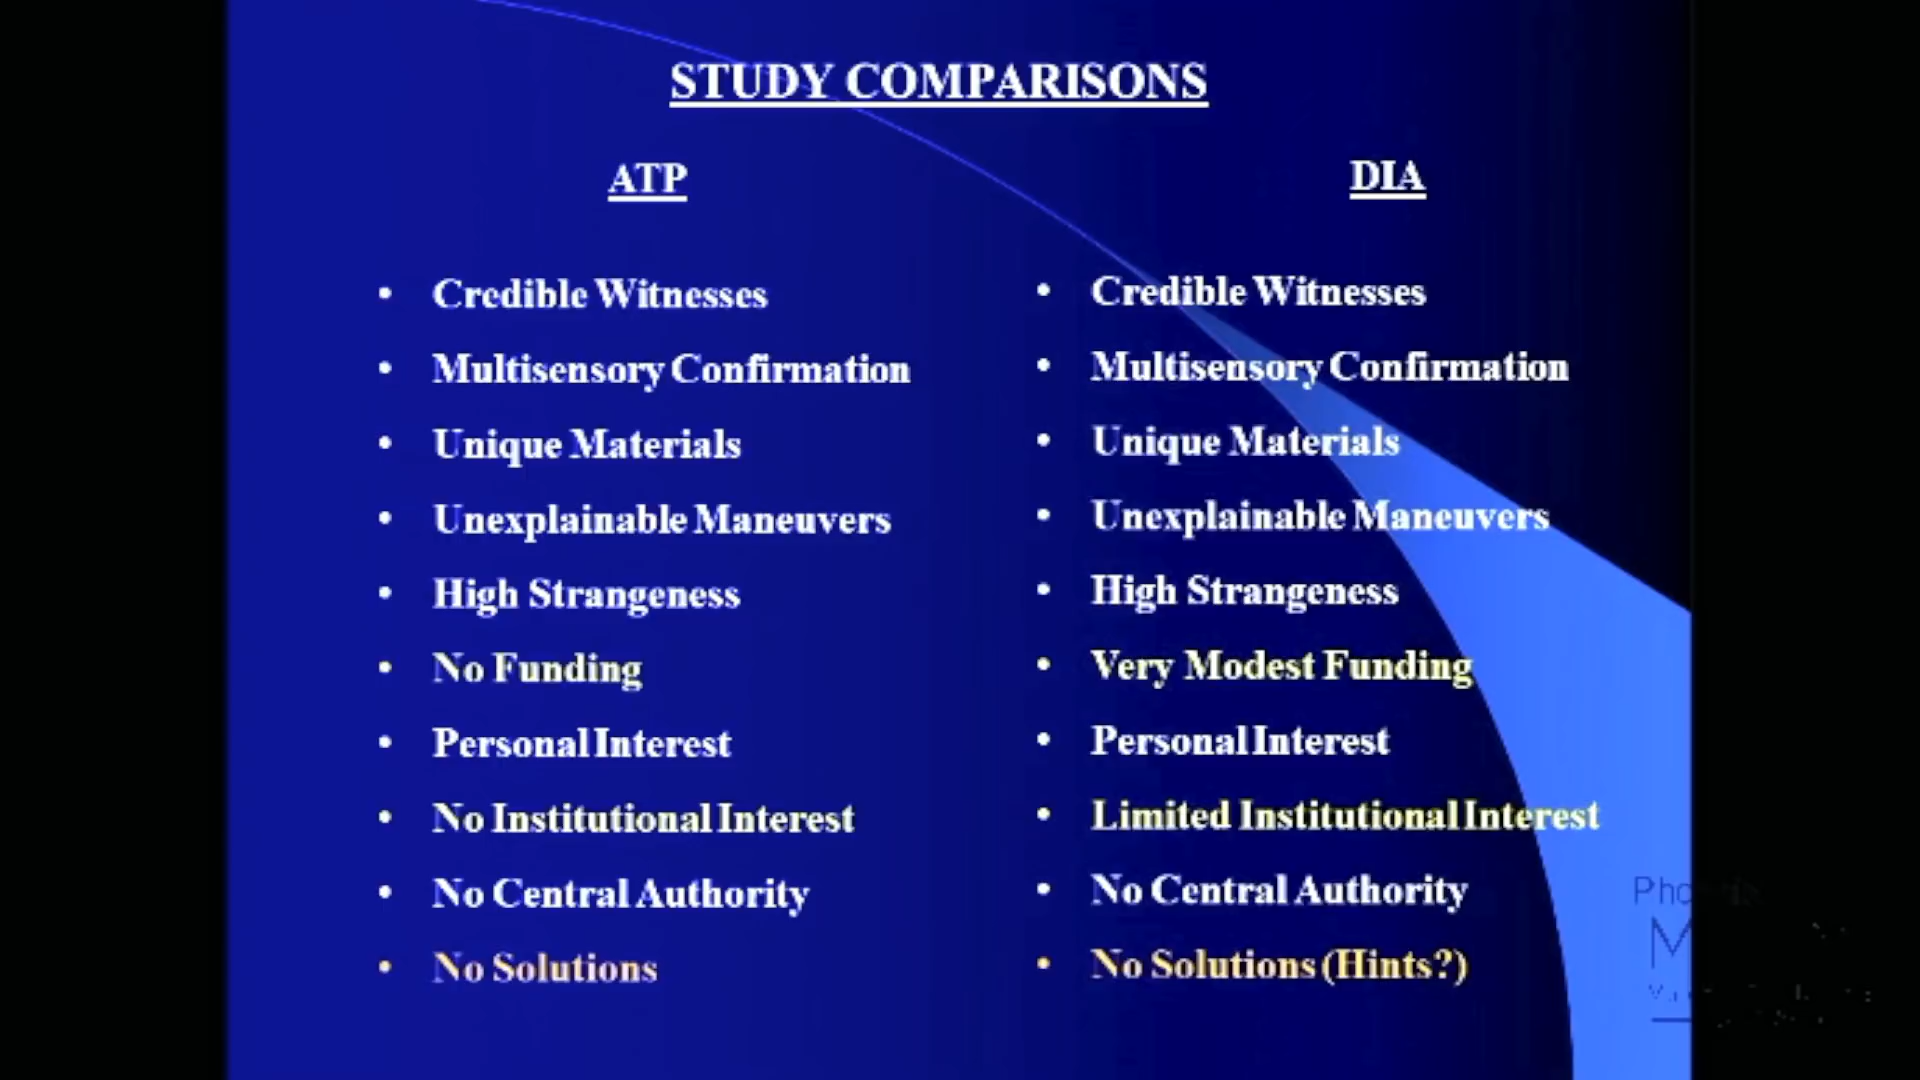 STUDY COMPARISONS
ATP
• Credible Witnesses
• Multisensory Confirmation
• Unique Materials
• Unexplainable Maneuvers
• High Strangeness
• No Funding
• Personal Interest
• No Institutional Interest
• No Central Authority
• No Solutions
DIA
• Credible Witnesses
• Multisensory Confirmation
• Unique Materials
• Unexplainable Maneuvers
• High Strangeness
• Very Modest Funding
• Personal Interest
• Limited Institutional Interest
• No Central Authority
• No Solutions (Hints?)